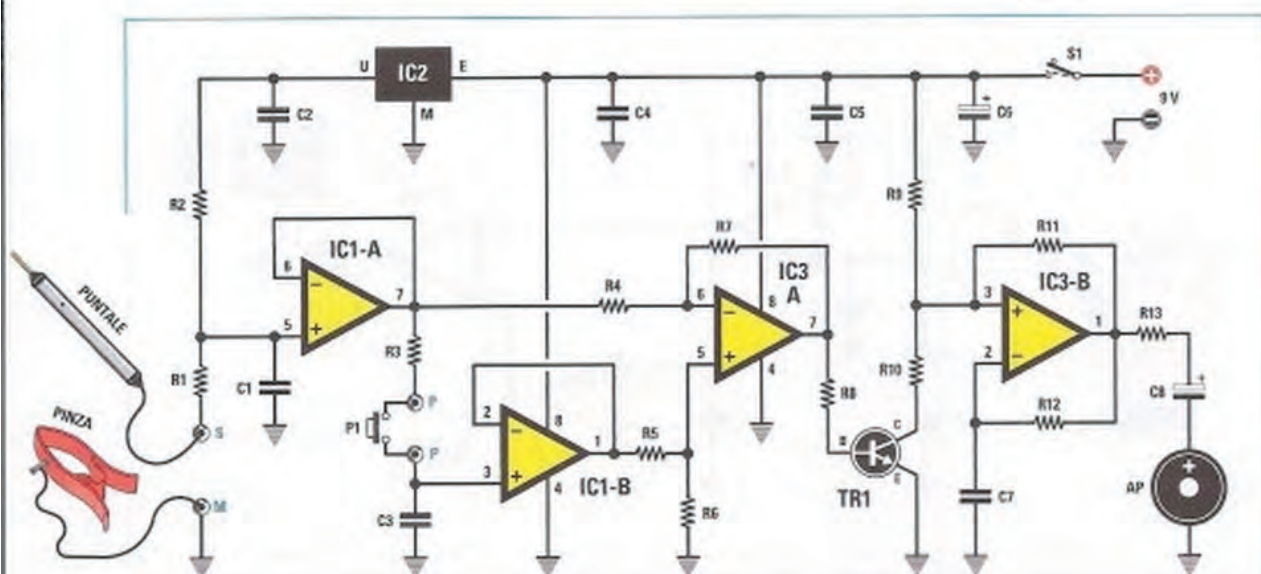 U IC2 E
M
C2
C4
C5
C6
+
S1
+
9 V
R2
R9
PUNTALE
PINZA
R1
S
M
C1
IC1-A
6
5
7
−
+
R3
P
P1
P
C3
R4
2
3
8
1
4
−
+
IC1-B
R5
R6
R7
IC3
A
6
5
8
7
4
−
+
R8
R10
B
C
E
TR1
R11
IC3-B
3
2
1
+
−
R12
R13
C7
C8
+
AP
+